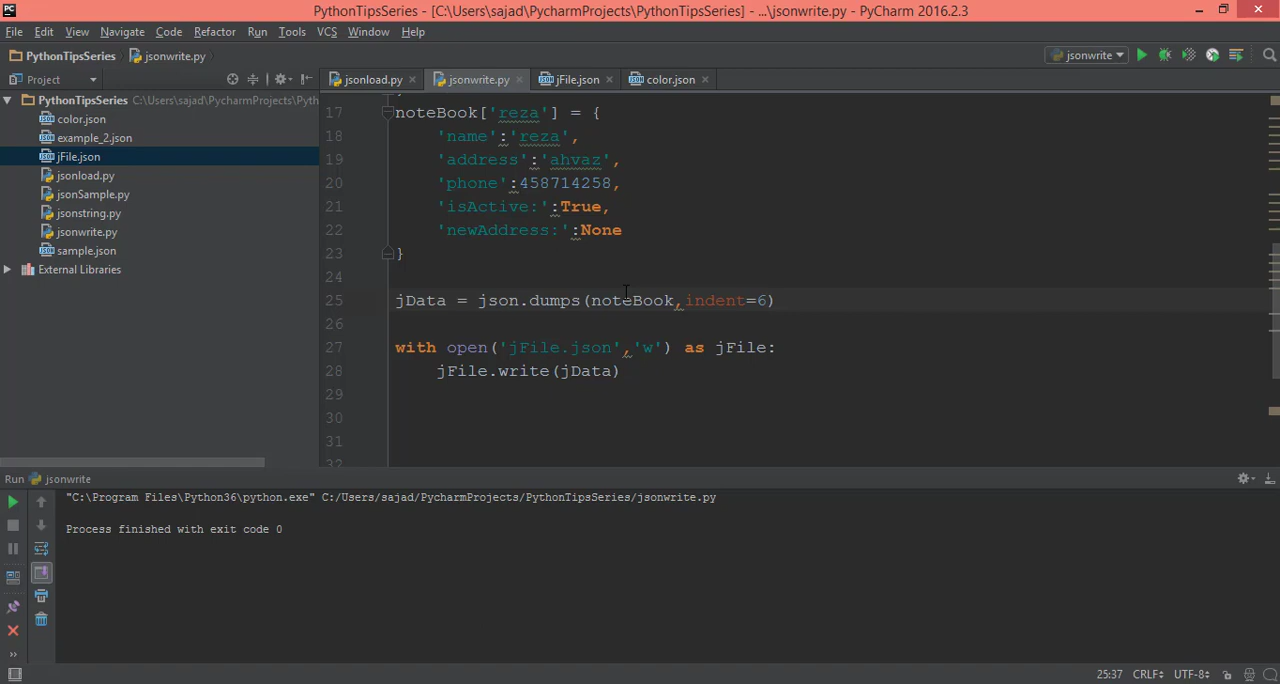 PC
PythonTipsSeries - [C:\Users\sajad\PycharmProjects\PythonTipsSeries] - ...\jsonwrite.py - PyCharm 2016.2.3
File Edit View Navigate Code Refactor Run Tools VCS Window Help
PythonTipsSeries jsonwrite.py jsonwrite
Project jsonload.py jsonwrite.py jFile.json color.json
PythonTipsSeries C:\Users\sajad\PycharmProjects\Pyth
color.json
example_2.json
jFile.json
jsonload.py
jsonSample.py
jsonstring.py
jsonwrite.py
sample.json
External Libraries
17 noteBook['reza'] = {
18 'name':'reza',
19 'address':'ahvaz',
20 'phone':458714258,
21 'isActive:':True,
22 'newAddress:':None
23 }
24
25 jData = json.dumps(noteBook,indent=6)
26
27 with open('jFile.json','w') as jFile:
28 jFile.write(jData)
29
30
31
32
Run jsonwrite
"C:\Program Files\Python36\python.exe" C:/Users/sajad/PycharmProjects/PythonTipsSeries/jsonwrite.py
Process finished with exit code 0
25:37 CRLF UTF-8